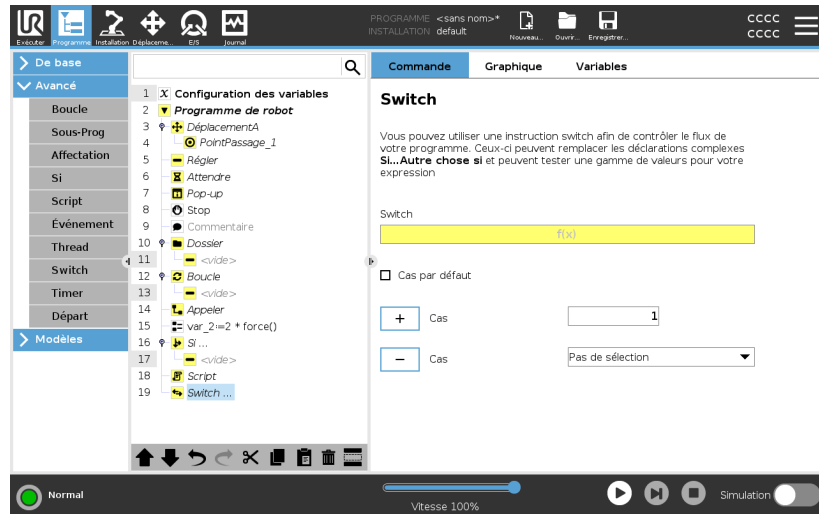 PROGRAMME <sans nom>*
INSTALLATION default
UR
Exécuter
Programme
Installation
Déplaceme...
E/S
Journal
Nouveau...
Ouvrir...
Enregistrer...
cccc
cccc
De base
Avancé
Boucle
Sous-Prog
Affectation
Si
Script
Événement
Thread
Switch
Timer
Départ
Modèles
1 X Configuration des variables
2 Programme de robot
3 DéplacementA
4 PointPassage_1
5 Régler
6 Attendre
7 Pop-up
8 Stop
9 Commentaire
10 Dossier
11 <vide>
12 Boucle
13 <vide>
14 Appeler
15 var_2:=2 * force()
16 Si ...
17 <vide>
18 Script
19 Switch ...
Commande
Graphique
Variables
Switch
Vous pouvez utiliser une instruction switch afin de contrôler le flux de
votre programme. Ceux-ci peuvent remplacer les déclarations complexes
Si...Autre chose si et peuvent tester une gamme de valeurs pour votre
expression
Switch
f(x)
Cas par défaut
+ Cas 1
− Cas Pas de sélection
Normal
Vitesse 100%
Simulation